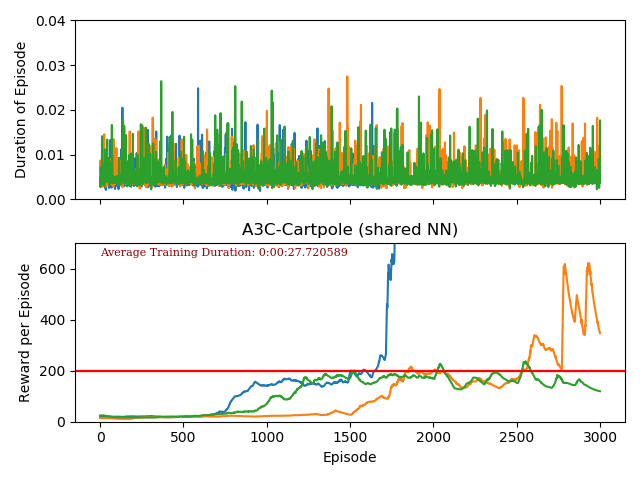 0.04
0.03
0.02
0.01
0.00
Duration of Episode
A3C-Cartpole (shared NN)
Average Training Duration: 0:00:27.720589
600
400
200
0
Reward per Episode
0 500 1000 1500 2000 2500 3000
Episode